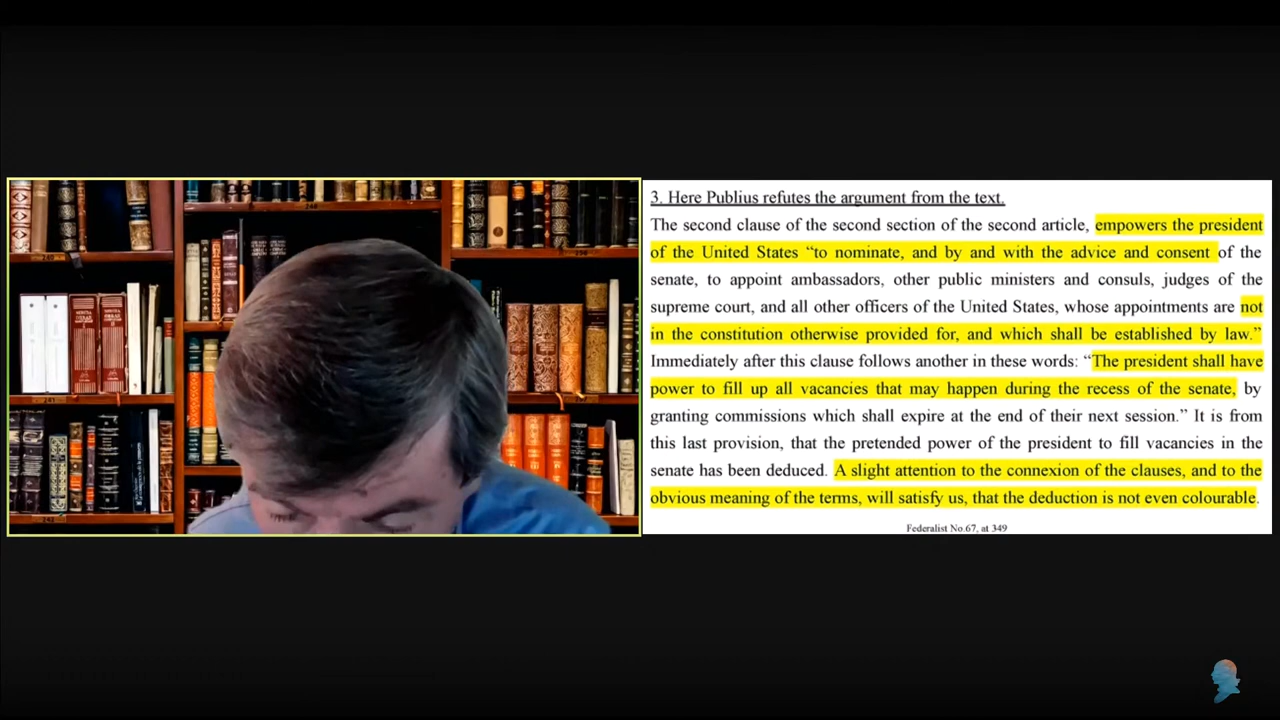 3. Here Publius refutes the argument from the text.
The second clause of the second section of the second article, empowers the president
of the United States “to nominate, and by and with the advice and consent of the
senate, to appoint ambassadors, other public ministers and consuls, judges of the
supreme court, and all other officers of the United States, whose appointments are not
in the constitution otherwise provided for, and which shall be established by law.”
Immediately after this clause follows another in these words: “The president shall have
power to fill up all vacancies that may happen during the recess of the senate, by
granting commissions which shall expire at the end of their next session.” It is from
this last provision, that the pretended power of the president to fill vacancies in the
senate has been deduced. A slight attention to the connexion of the clauses, and to the
obvious meaning of the terms, will satisfy us, that the deduction is not even colourable.
Federalist No.67, at 349